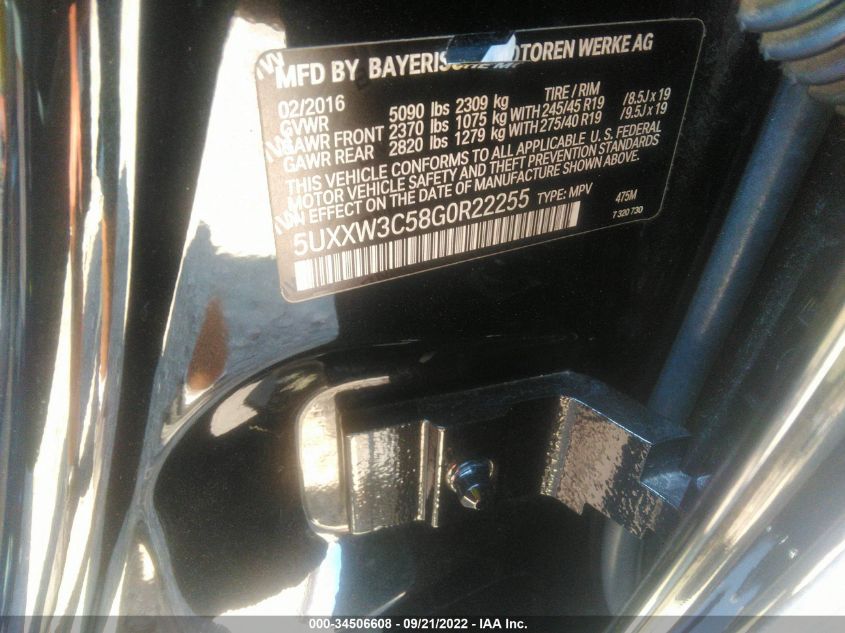 MFD BY BAYERISCHE MOTOREN WERKE AG
02/2016 TIRE / RIM
GVWR 5090 lbs 2309 kg
GAWR FRONT 2370 lbs 1075 kg WITH 245/45 R19 /8.5J x 19
GAWR REAR 2820 lbs 1279 kg WITH 275/40 R19 /9.5J x 19
THIS VEHICLE CONFORMS TO ALL APPLICABLE U. S. FEDERAL
MOTOR VEHICLE SAFETY AND THEFT PREVENTION STANDARDS
IN EFFECT ON THE DATE OF MANUFACTURE SHOWN ABOVE.
5UXXW3C58G0R22255 TYPE: MPV 475M
7 320 730
000-34506608 / 09/21/2022 - IAA Inc.